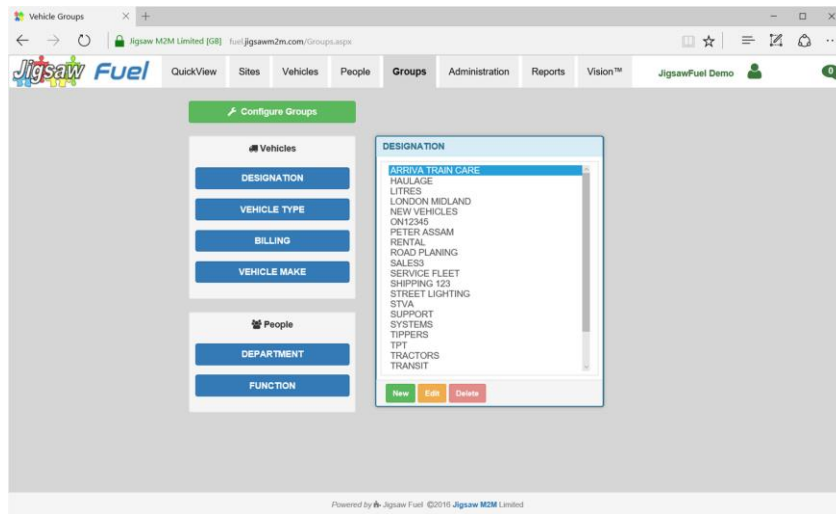 Vehicle Groups
Jigsaw M2M Limited [GB] fuel.jigsawm2m.com/Groups.aspx
Jigsaw Fuel QuickView Sites Vehicles People Groups Administration Reports Vision™ JigsawFuel Demo 0
Configure Groups
Vehicles
DESIGNATION
VEHICLE TYPE
BILLING
VEHICLE MAKE
People
DEPARTMENT
FUNCTION
DESIGNATION
ARRIVA TRAIN CARE
HAULAGE
LITRES
LONDON MIDLAND
NEW VEHICLES
ON12345
PETER ASSAM
RENTAL
ROAD PLANING
SALES3
SERVICE FLEET
SHIPPING 123
STREET LIGHTING
STVA
SUPPORT
SYSTEMS
TIPPERS
TPT
TRACTORS
TRANSIT
New Edit Delete
Powered by Jigsaw Fuel ©2016 Jigsaw M2M Limited